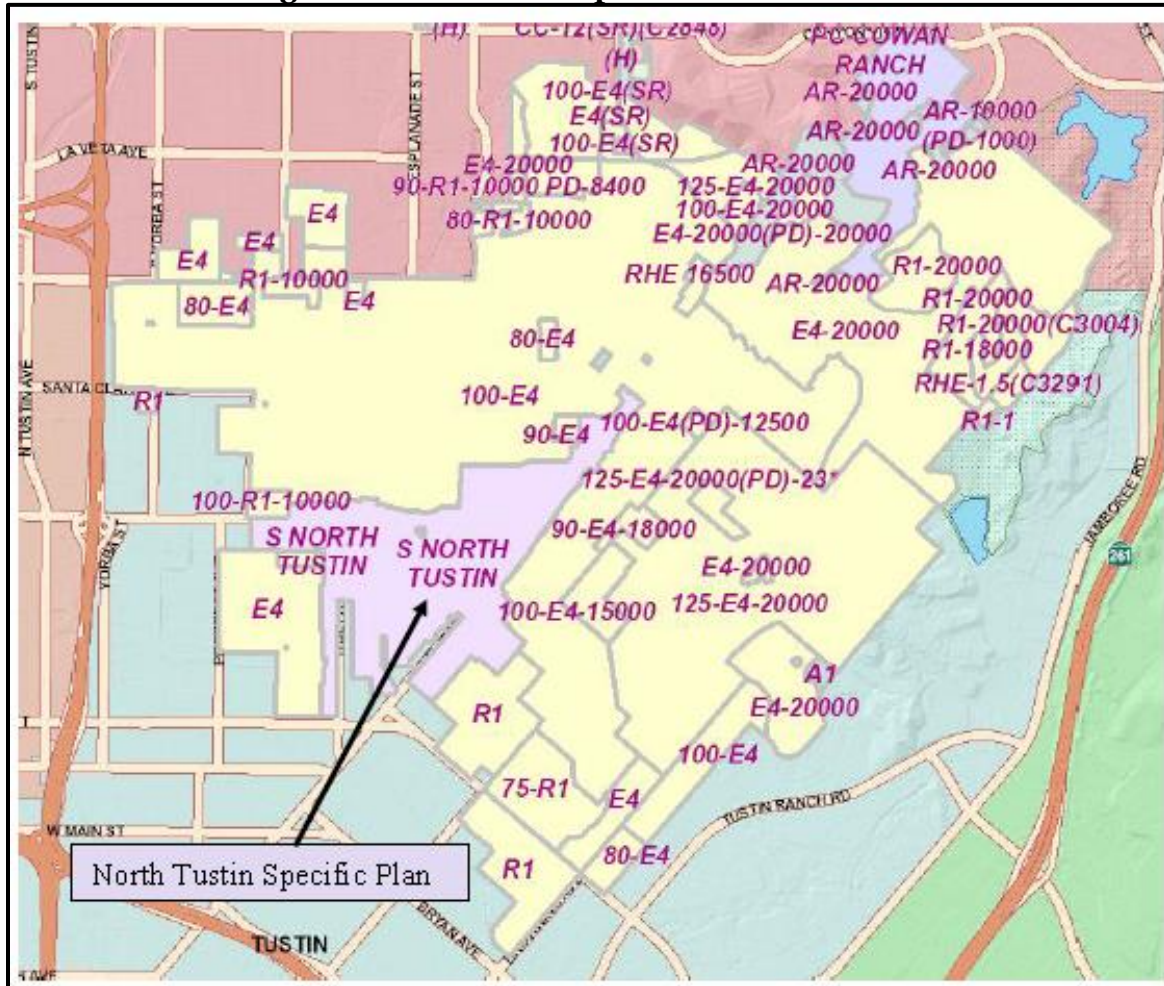 (H) CC-12(SR)(C2848)
(H)
PC COWAN
RANCH
100-E4(SR)
E4(SR)
100-E4(SR)
AR-20000
AR-10000
(PD-1000)
AR-20000
AR-20000
AR-20000
S TUSTIN
LA VETA AVE
ESPLANADE ST
E4-20000
90-R1-10000 PD-8400
80-R1-10000
125-E4-20000
100-E4-20000
E4-20000(PD)-20000
RHE 16500
AR-20000
E4
E4
E4
R1-10000
E4
80-E4
R1-20000
R1-20000
R1-20000(C3004)
R1-18000
RHE-1.5(C3291)
R1-1
E4-20000
80-E4
100-E4
90-E4
100-E4(PD)-12500
N TUSTIN AVE
SANTA CL
R1
125-E4-20000(PD)-23
100-R1-10000
90-E4-18000
S NORTH
TUSTIN
S NORTH
TUSTIN
YORBA ST
E4
E4-20000
100-E4-15000
125-E4-20000
JAMBOREE RD
261
A1
E4-20000
R1
100-E4
75-R1
E4
TUSTIN RANCH RD
W MAIN ST
80-E4
R1
North Tustin Specific Plan
BRYAN AVE
TUSTIN